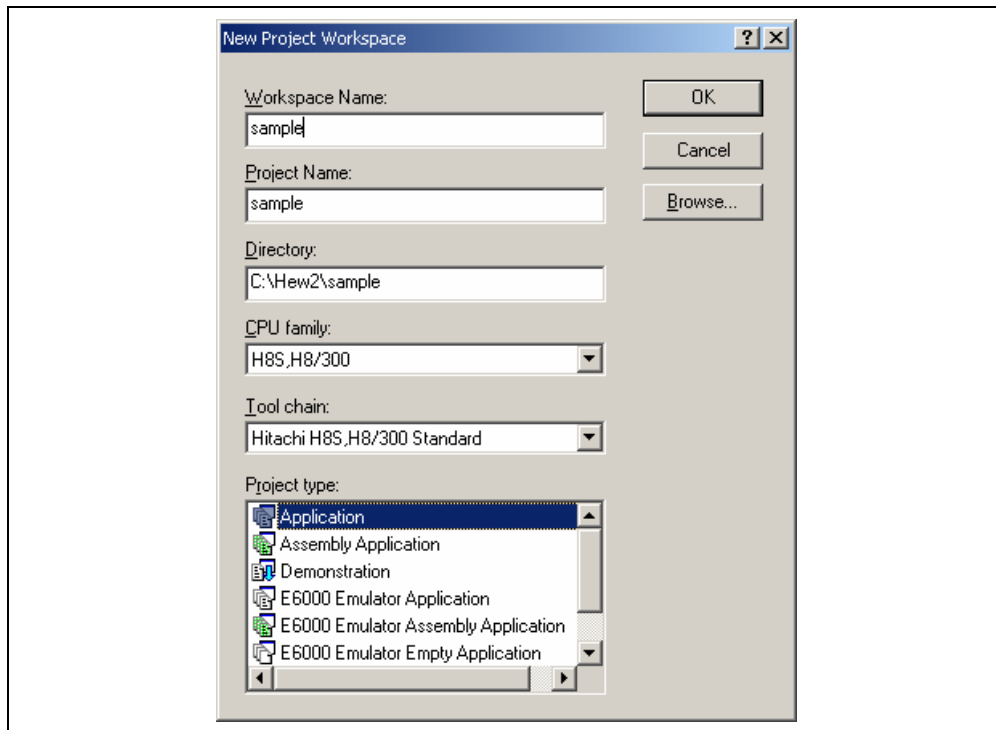 New Project Workspace
Workspace Name:
sample
Project Name:
sample
Directory:
C:\Hew2\sample
CPU family:
H8S,H8/300
Tool chain:
Hitachi H8S,H8/300 Standard
Project type:
Application
Assembly Application
Demonstration
E6000 Emulator Application
E6000 Emulator Assembly Application
E6000 Emulator Empty Application
OK
Cancel
Browse...